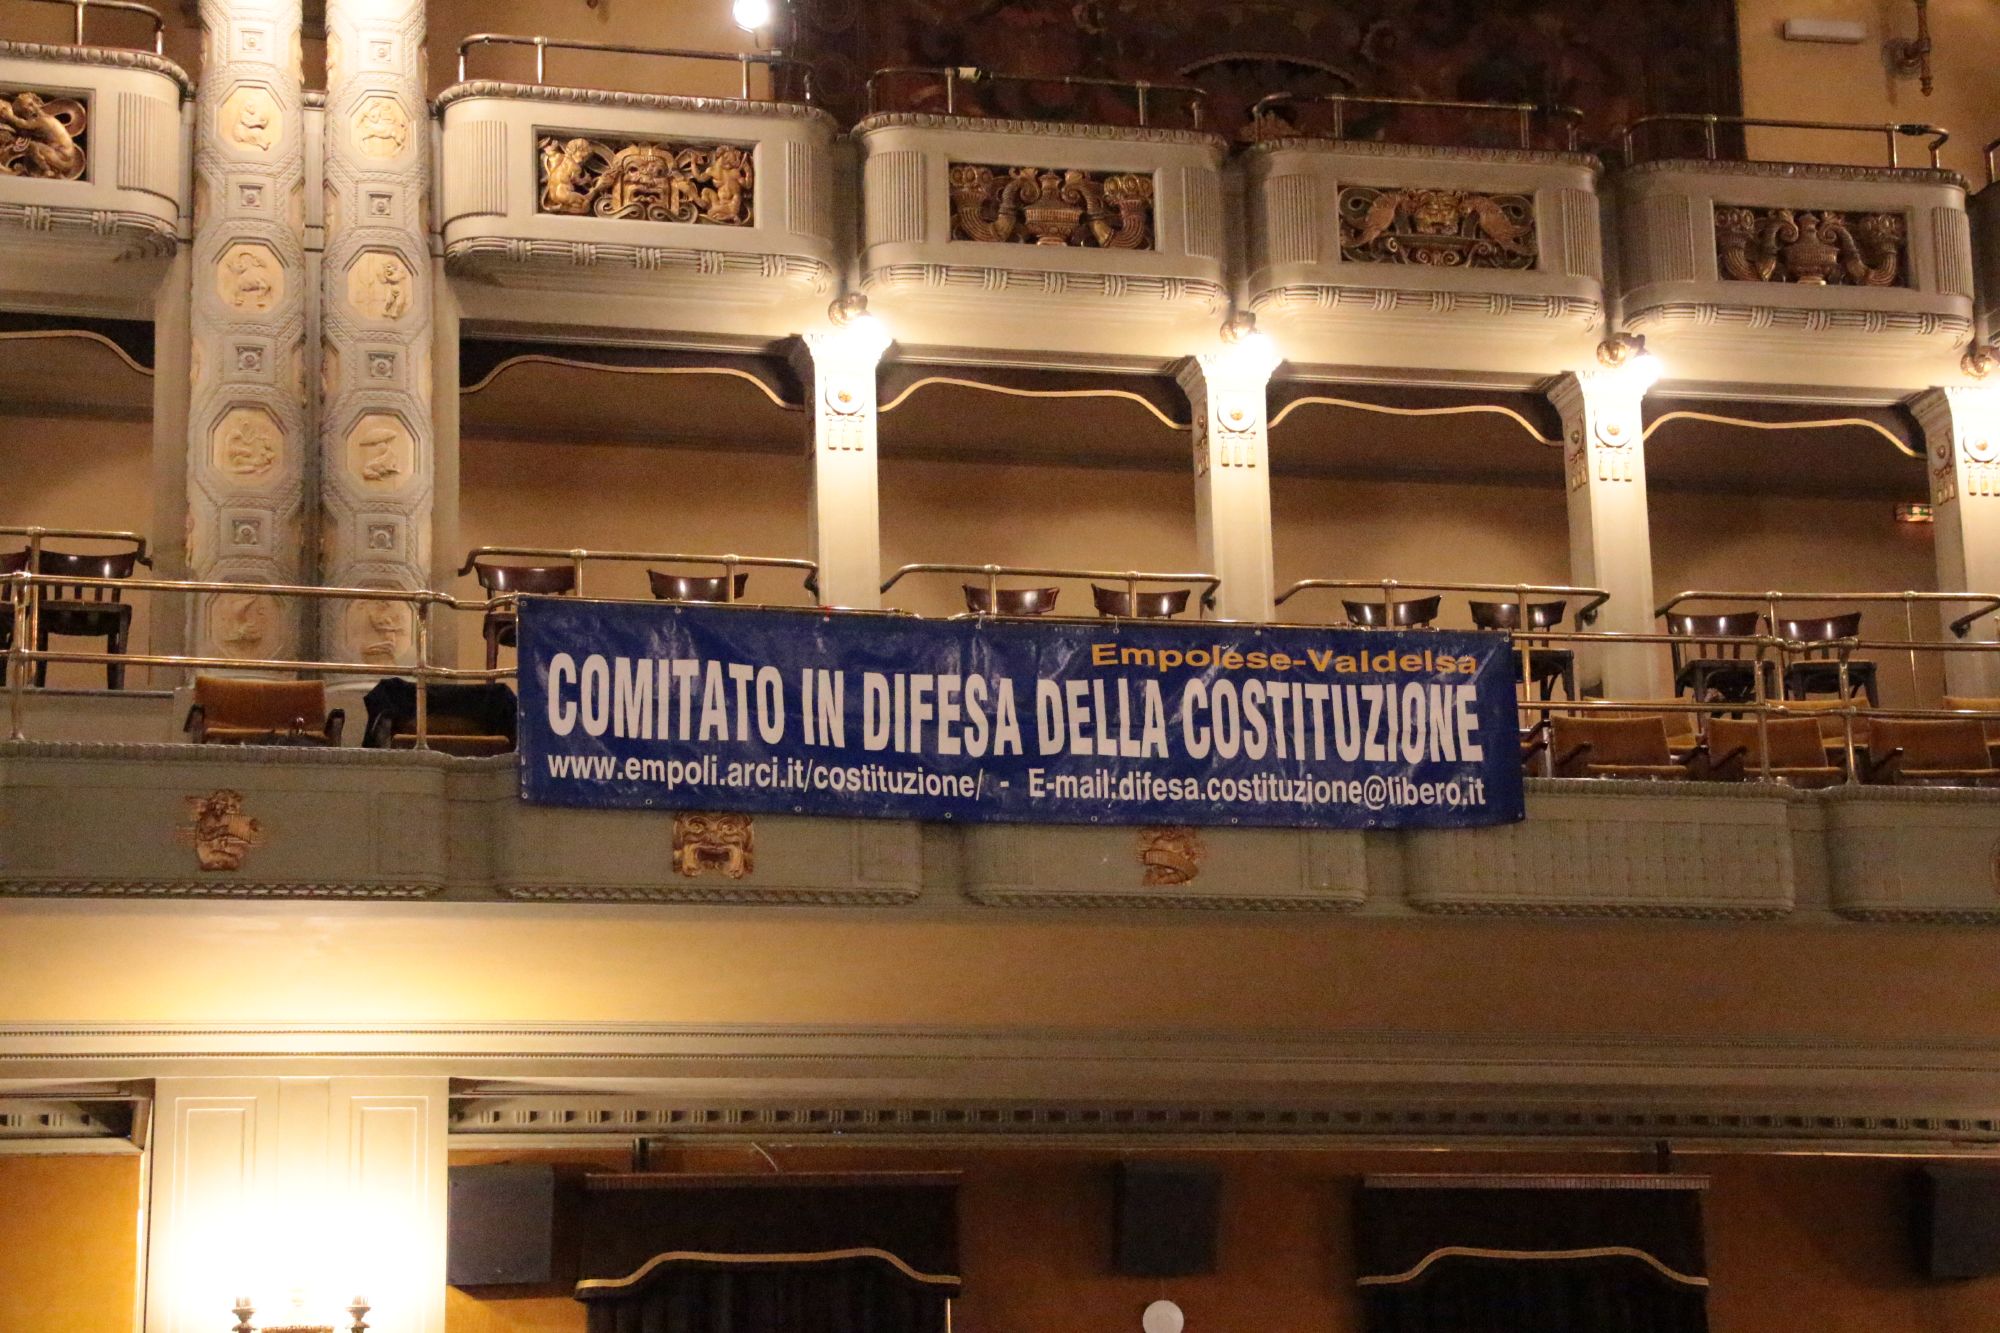 Empolese-Valdelsa
COMITATO IN DIFESA DELLA COSTITUZIONE
www.empoli.arci.it/costituzione/ - E-mail:difesa.costituzione@libero.it